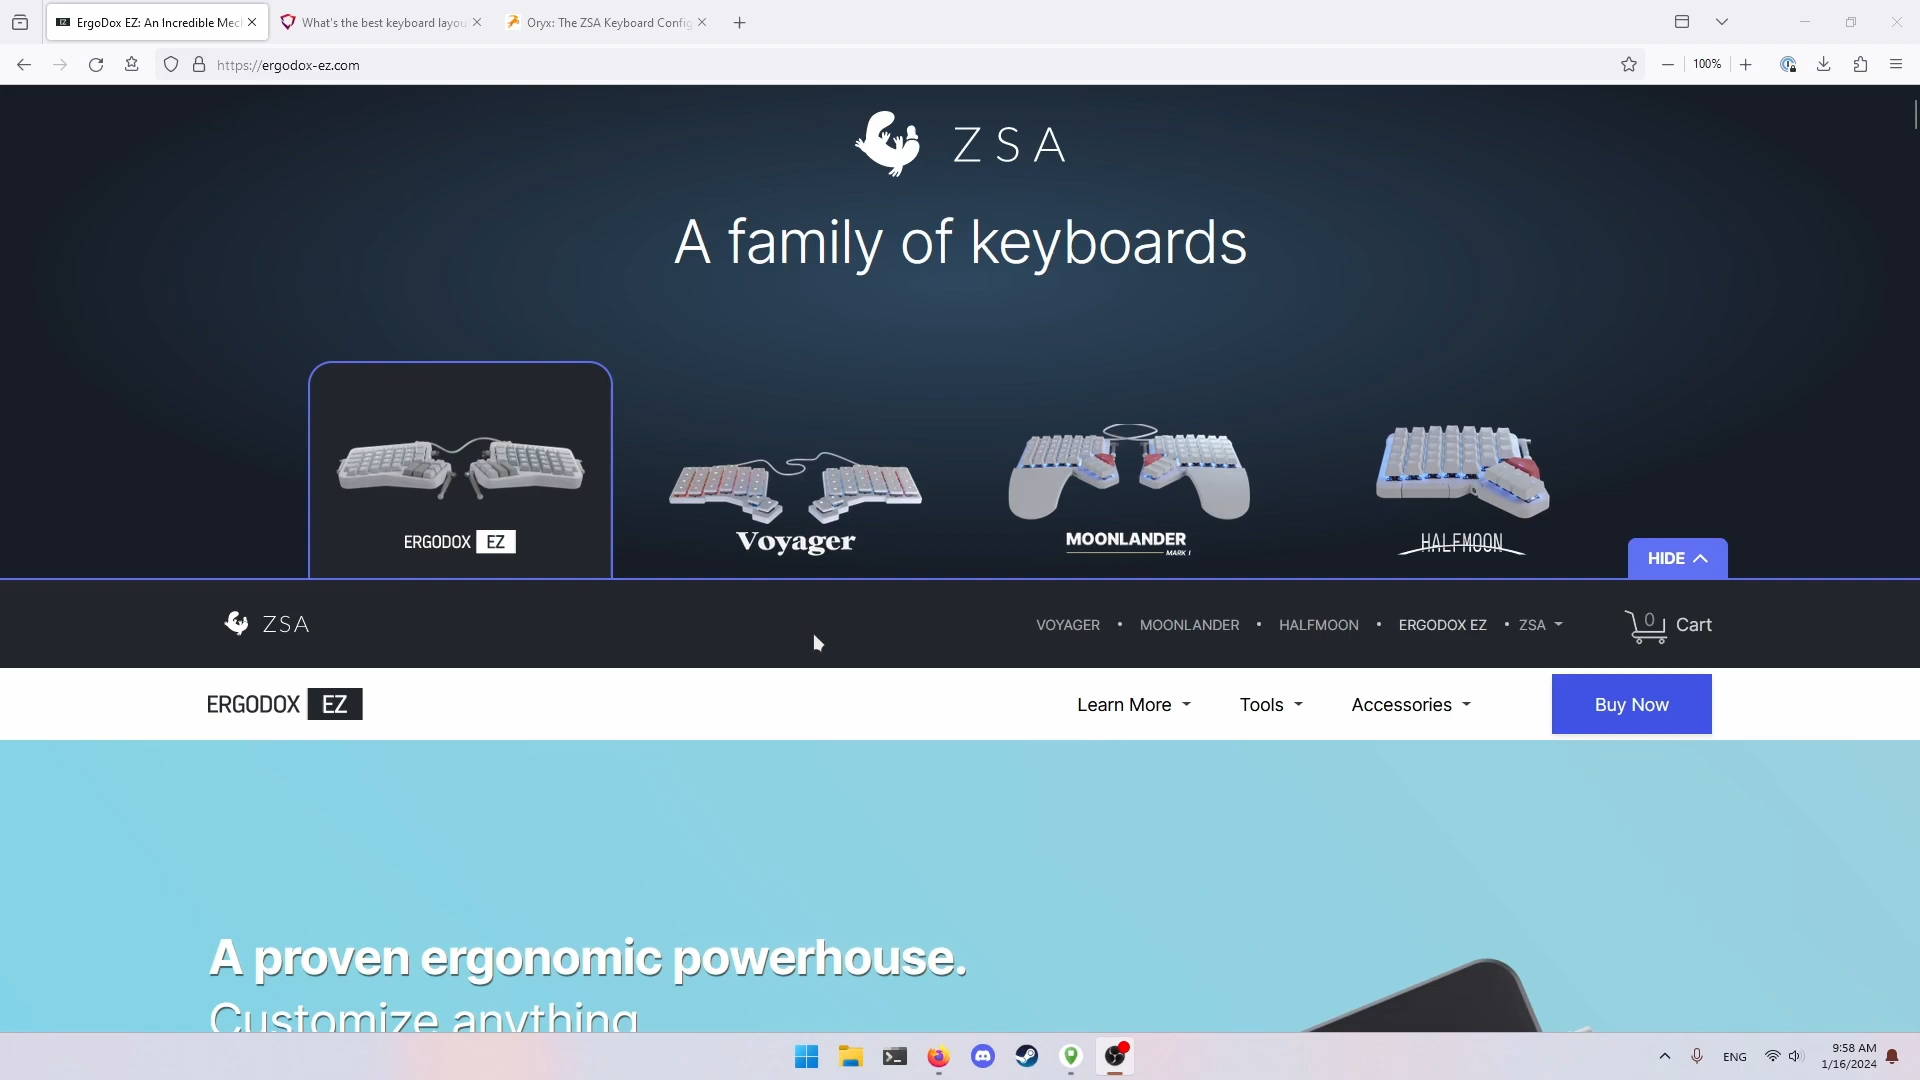 ErgoDox EZ: An Incredible Mec
What's the best keyboard layou
Oryx: The ZSA Keyboard Config
https://ergodox-ez.com
100%
ZSA
A family of keyboards
ERGODOX EZ
Voyager
MOONLANDER
MARK I
HALFMOON
HIDE
ZSA
VOYAGER • MOONLANDER • HALFMOON • ERGODOX EZ • ZSA
0 Cart
ERGODOX EZ
Learn More
Tools
Accessories
Buy Now
A proven ergonomic powerhouse.
Customize anything
ENG
9:58 AM
1/16/2024